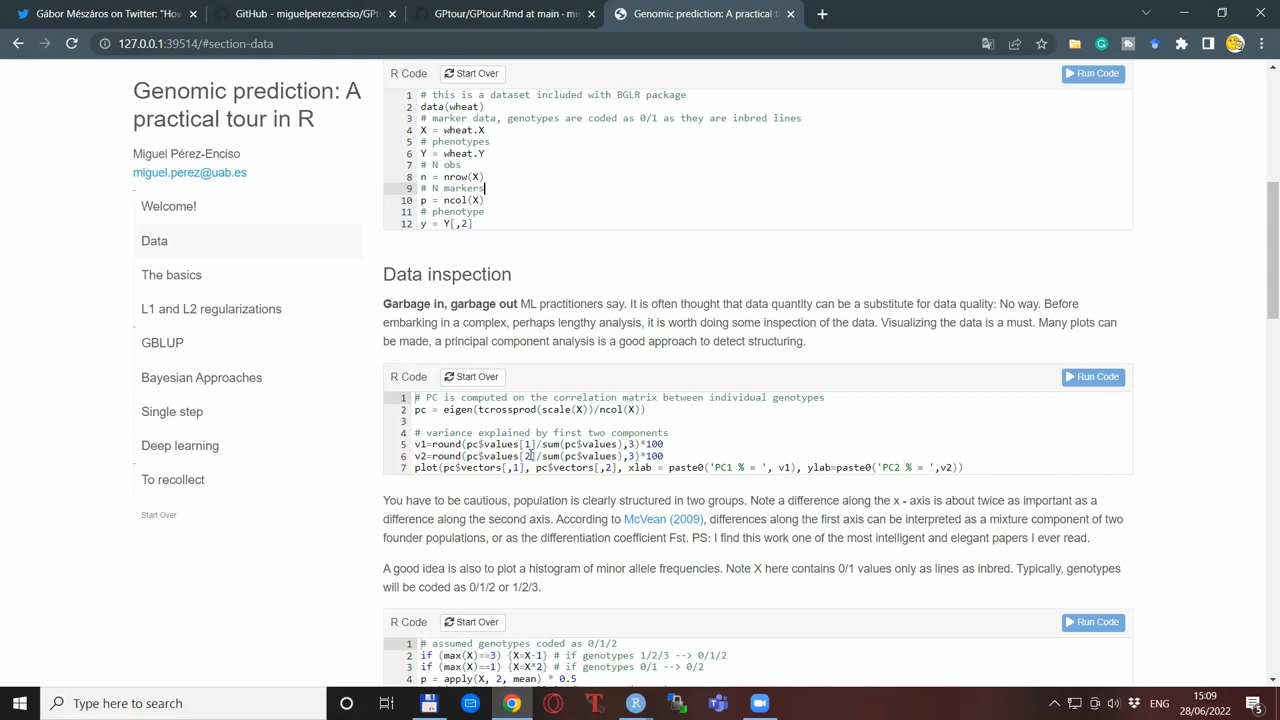 Gábor Mészáros on Twitter: "How
GitHub - miguelperezenciso/GPto
GPtour/GPtour.Rmd at main · mi
Genomic prediction: A practical to
127.0.0.1:39514/#section-data
Genomic prediction: A
practical tour in R
Miguel Pérez-Enciso
miguel.perez@uab.es
Welcome!
Data
The basics
L1 and L2 regularizations
GBLUP
Bayesian Approaches
Single step
Deep learning
To recollect
Start Over
R Code Start Over Run Code
1 # this is a dataset included with BGLR package
2 data(wheat)
3 # marker data, genotypes are coded as 0/1 as they are inbred lines
4 X = wheat.X
5 # phenotypes
6 Y = wheat.Y
7 # N obs
8 n = nrow(X)
9 # N markers
10 p = ncol(X)
11 # phenotype
12 y = Y[,2]
Data inspection
Garbage in, garbage out ML practitioners say. It is often thought that data quantity can be a substitute for data quality: No way. Before
embarking in a complex, perhaps lengthy analysis, it is worth doing some inspection of the data. Visualizing the data is a must. Many plots can
be made, a principal component analysis is a good approach to detect structuring.
R Code Start Over Run Code
1 # PC is computed on the correlation matrix between individual genotypes
2 pc = eigen(tcrossprod(scale(X))/ncol(X))
3
4 # variance explained by first two components
5 v1=round(pc$values[1]/sum(pc$values),3)*100
6 v2=round(pc$values[2]/sum(pc$values),3)*100
7 plot(pc$vectors[,1], pc$vectors[,2], xlab = paste0('PC1 % = ', v1), ylab=paste0('PC2 % = ',v2))
You have to be cautious, population is clearly structured in two groups. Note a difference along the x - axis is about twice as important as a
difference along the second axis. According to McVean (2009), differences along the first axis can be interpreted as a mixture component of two
founder populations, or as the differentiation coefficient Fst. PS: I find this work one of the most intelligent and elegant papers I ever read.
A good idea is also to plot a histogram of minor allele frequencies. Note X here contains 0/1 values only as lines as inbred. Typically, genotypes
will be coded as 0/1/2 or 1/2/3.
R Code Start Over Run Code
1 # assumed genotypes coded as 0/1/2
2 if (max(X)==3) {X=X-1} # if genotypes 1/2/3 --> 0/1/2
3 if (max(X)==1) {X=X*2} # if genotypes 0/1 --> 0/2
4 p = apply(X, 2, mean) * 0.5
Type here to search
ENG
15:09
28/06/2022
5